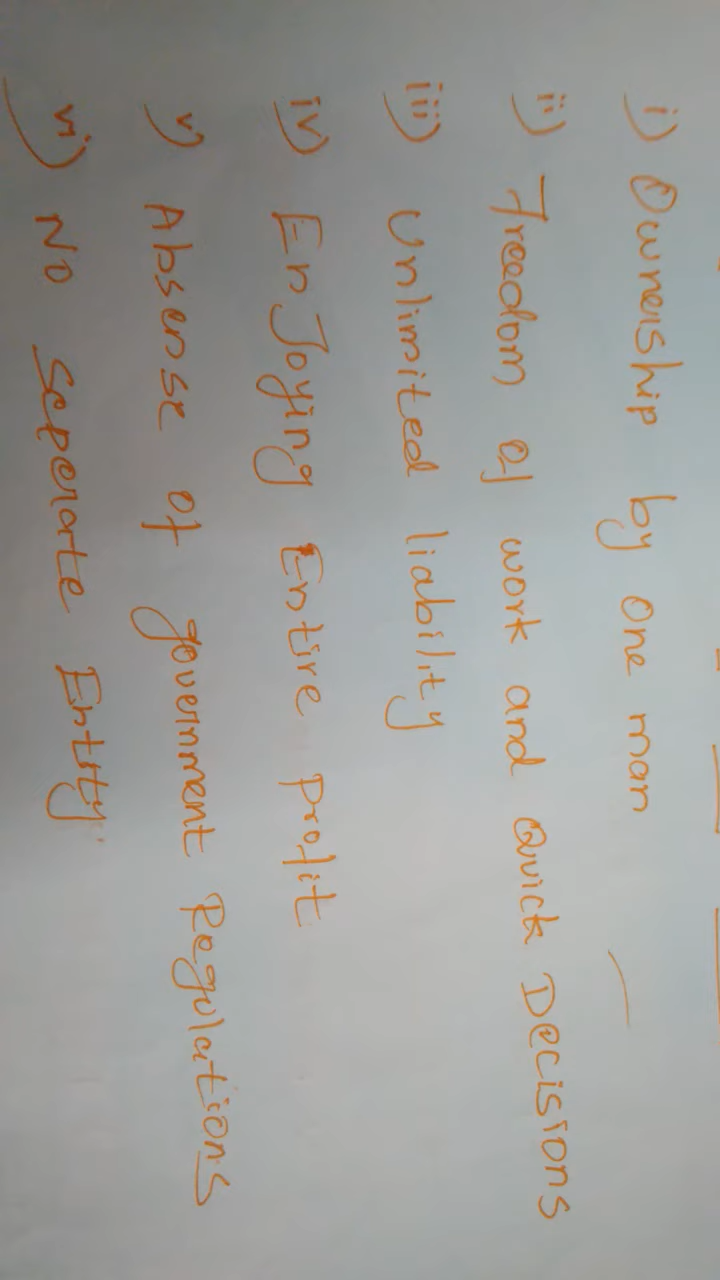 i) Ownership by one man
ii) Freedom of work and Quick Decisions
iii) Unlimited liability
iv) EnJoying Entire profit
v) Absense of government Regulations
vi) No Seperate Entity.